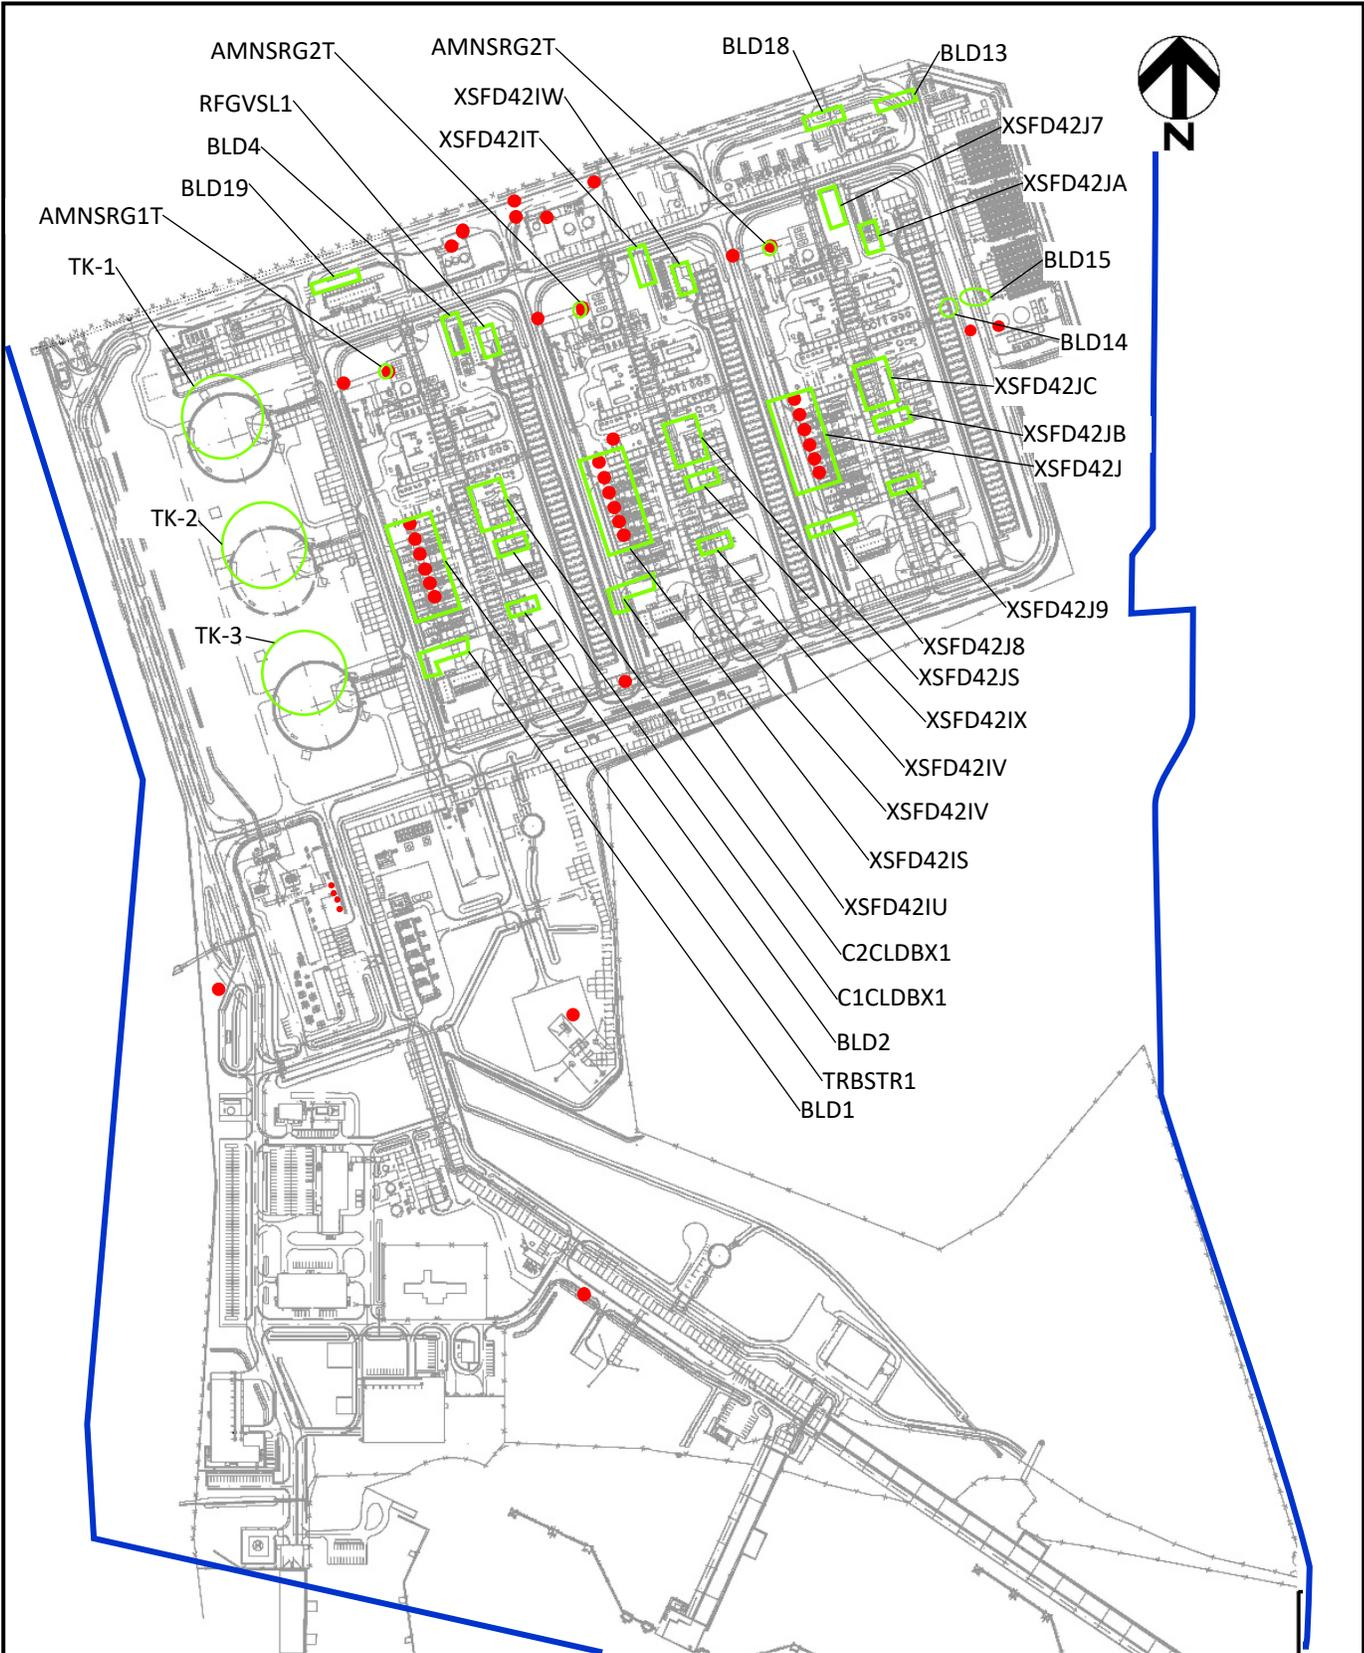 AMNSRG2T
AMNSRG2T
BLD18
BLD13
RFGVSL1
XSFD42IW
BLD4
XSFD42IT
XSFD42J7
BLD19
XSFD42JA
AMNSRG1T
TK-1
BLD15
BLD14
XSFD42JC
XSFD42JB
XSFD42J
TK-2
XSFD42J9
TK-3
XSFD42J8
XSFD42JS
XSFD42IX
XSFD42IV
XSFD42IV
XSFD42IS
XSFD42IU
C2CLDBX1
C1CLDBX1
BLD2
TRBSTR1
BLD1
N